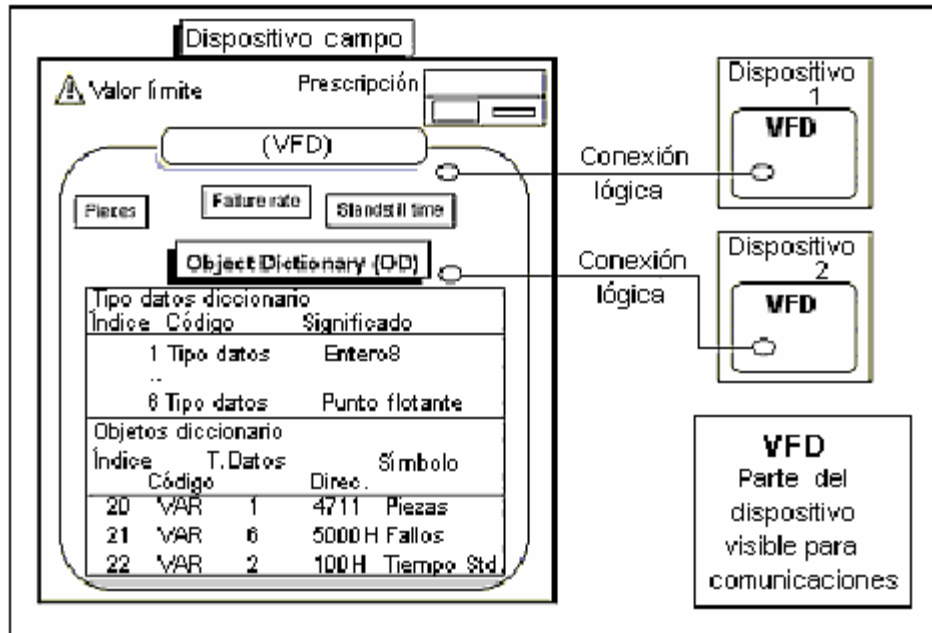 Dispositivo campo
Valor límite
Prescripción
(VFD)
Pieces
Failure rate
Standstill time
Object Dictionary (OD)
Tipo datos diccionario
Índice Código Significado
1 Tipo datos Entero8
..
6 Tipo datos Punto flotante
Objetos diccionario
Índice Código T.Datos Direc. Símbolo
20 VAR 1 4711 Piezas
21 VAR 6 5000H Fallos
22 VAR 2 100H Tiempo Std.
Conexión
lógica
Conexión
lógica
Dispositivo
1
VFD
Dispositivo
2
VFD
VFD
Parte del
dispositivo
visible para
comunicaciones